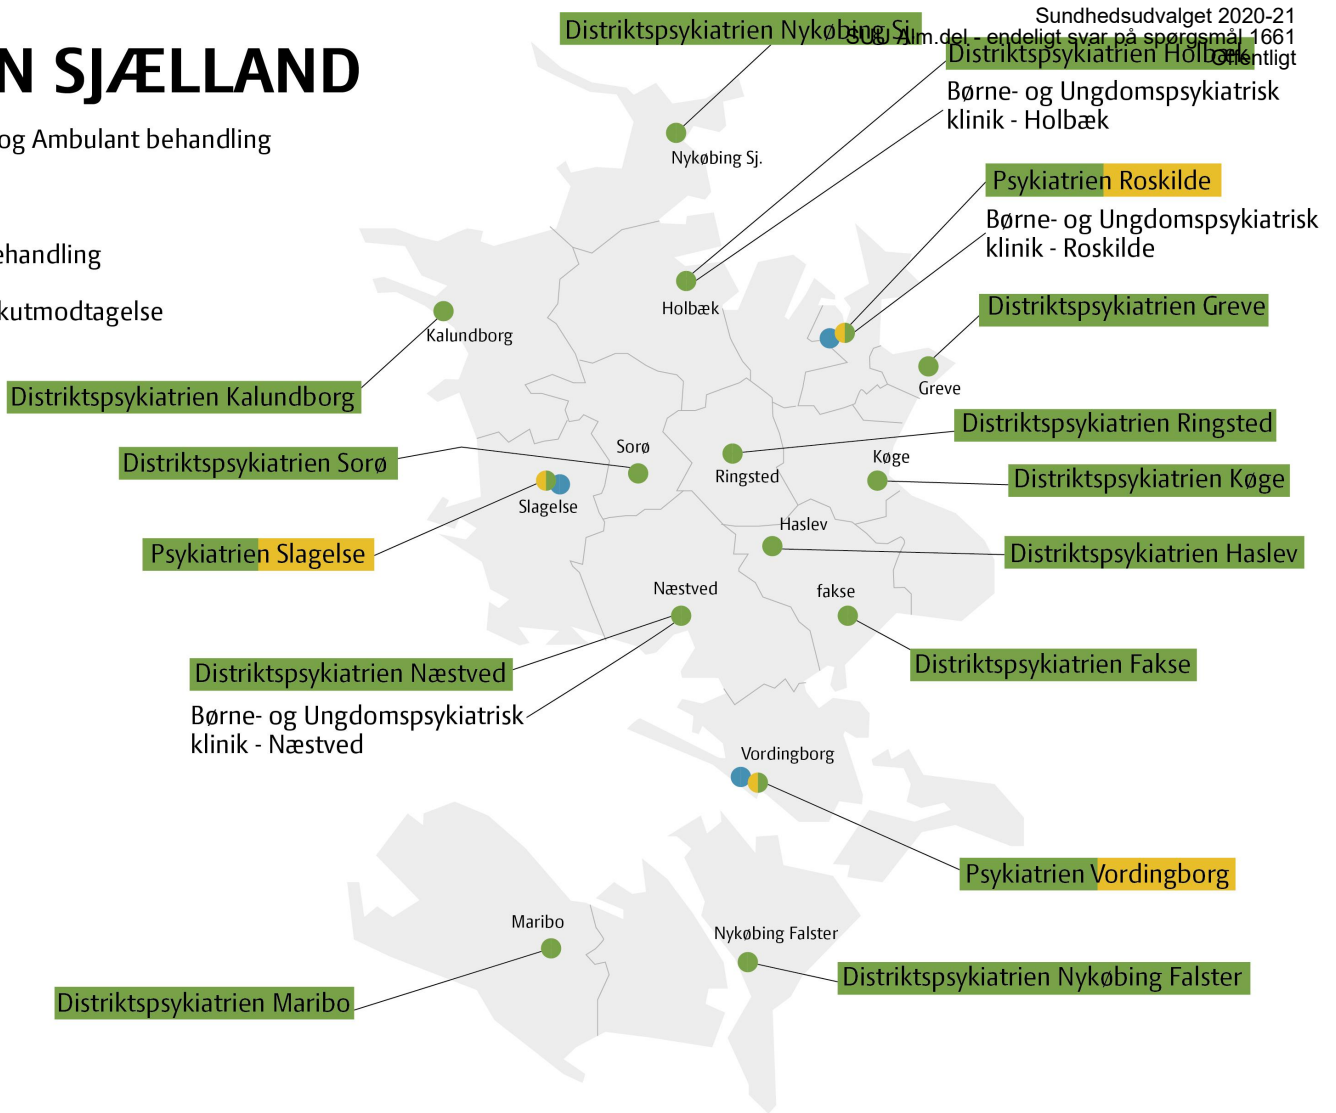 Sundhedsudvalget 2020-21
SUU Alm.del - endeligt svar på spørgsmål 1661
Offentligt
N SJÆLLAND
og Ambulant behandling
ehandling
kutmodtagelse
Distriktspsykiatrien Nykøbing Sj.
Distriktspsykiatrien Holbæk
Børne- og Ungdomspsykiatrisk
klinik - Holbæk
Nykøbing Sj.
Psykiatrien Roskilde
Børne- og Ungdomspsykiatrisk
klinik - Roskilde
Holbæk
Distriktspsykiatrien Greve
Kalundborg
Greve
Distriktspsykiatrien Kalundborg
Distriktspsykiatrien Ringsted
Sorø
Køge
Distriktspsykiatrien Sorø
Ringsted
Distriktspsykiatrien Køge
Slagelse
Haslev
Psykiatrien Slagelse
Distriktspsykiatrien Haslev
Næstved
fakse
Distriktspsykiatrien Næstved
Distriktspsykiatrien Fakse
Børne- og Ungdomspsykiatrisk
klinik - Næstved
Vordingborg
Psykiatrien Vordingborg
Maribo
Nykøbing Falster
Distriktspsykiatrien Nykøbing Falster
Distriktspsykiatrien Maribo